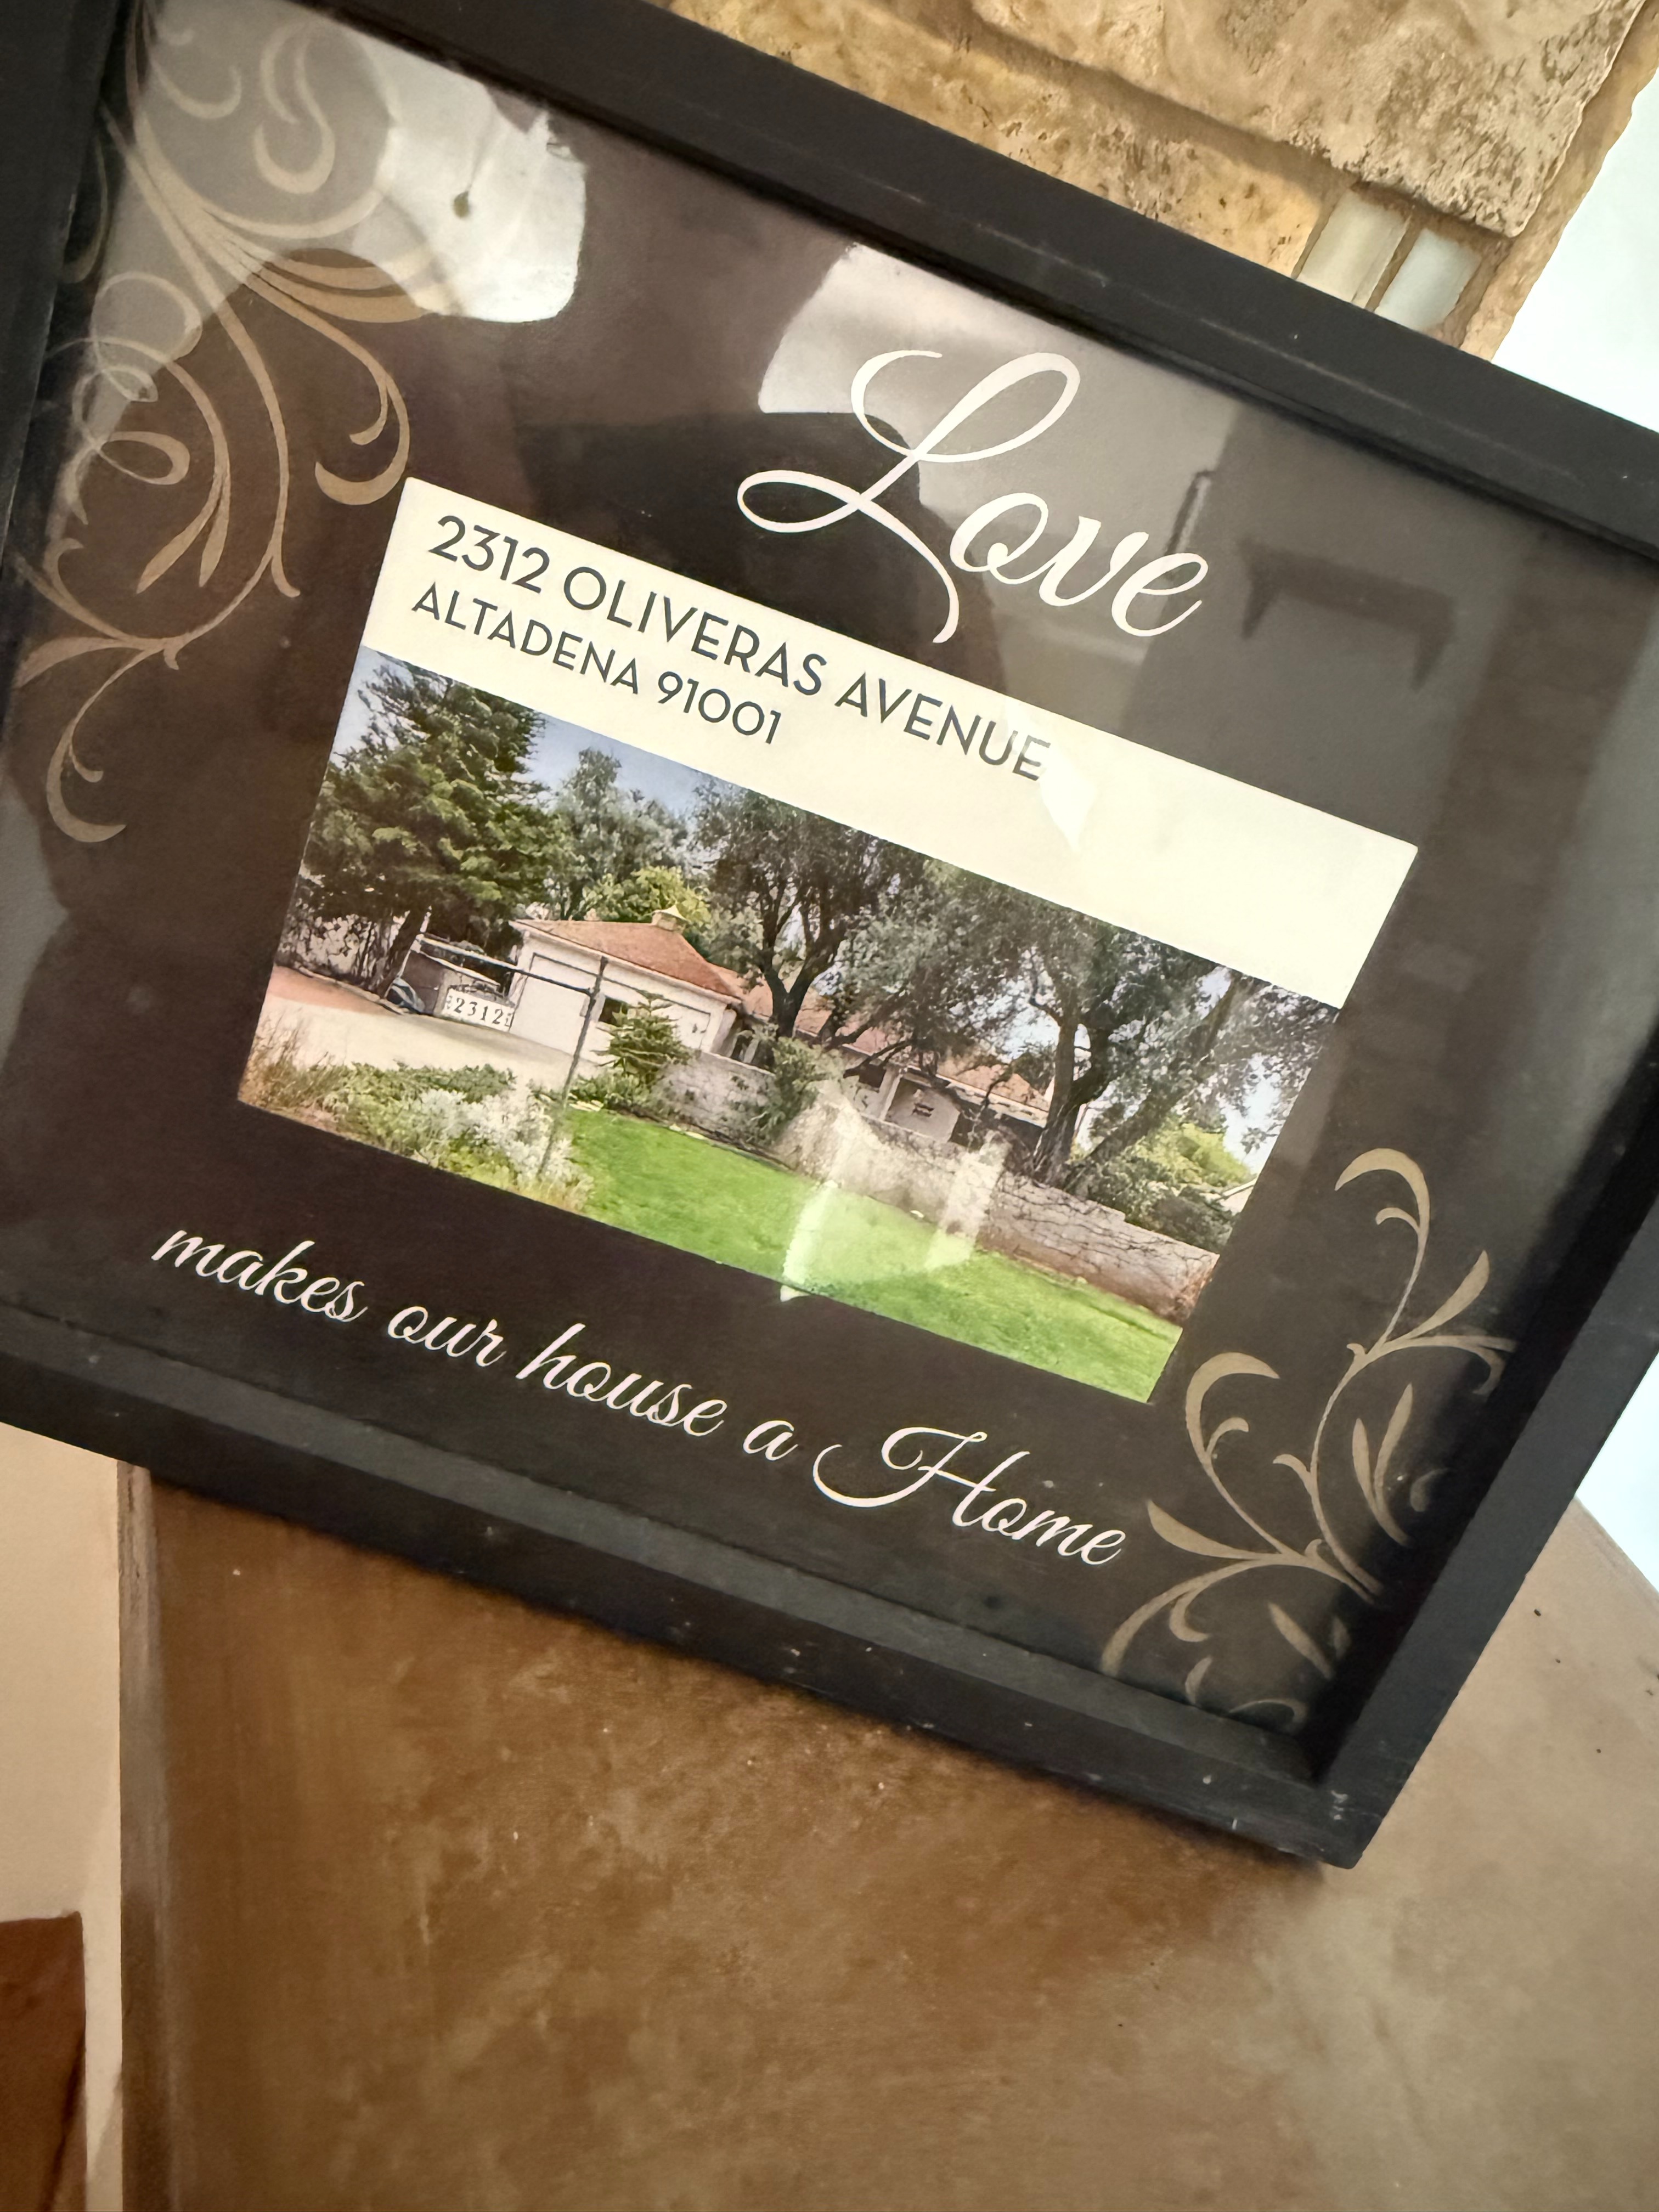 Love
2312 OLIVERAS AVENUE
ALTADENA 91001
2312
makes our house a Home